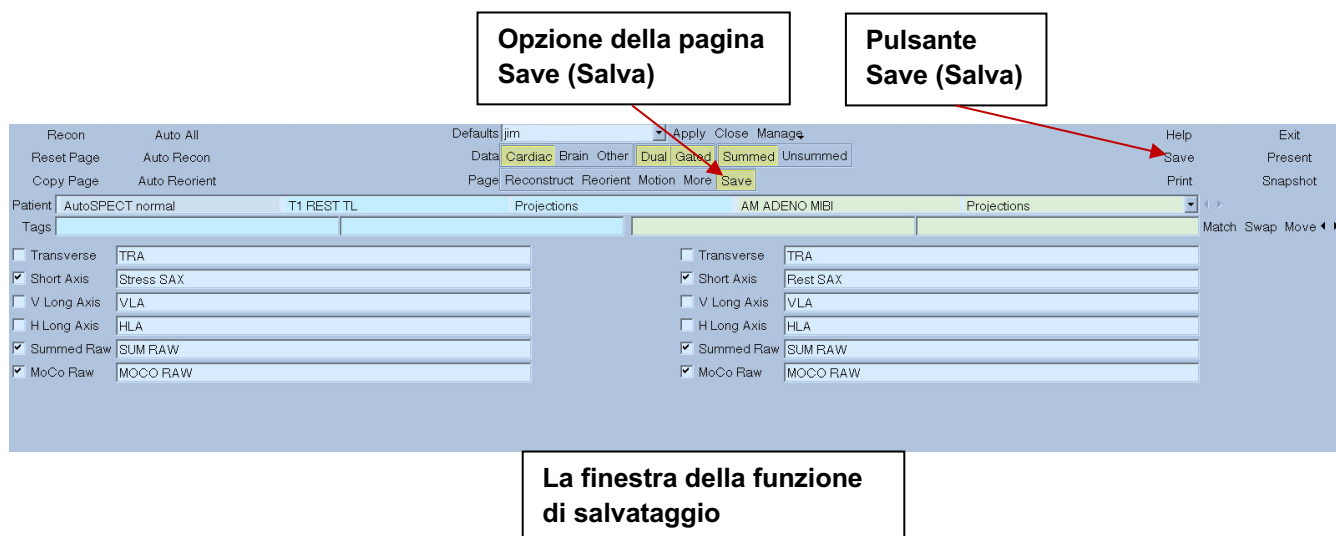 Opzione della pagina
Save (Salva)
Pulsante
Save (Salva)
Recon Auto All Defaults jim Apply Close Manage Help Exit
Reset Page Auto Recon Data Cardiac Brain Other Dual Gated Summed Unsummed Save Present
Copy Page Auto Reorient Page Reconstruct Reorient Motion More Save Print Snapshot
Patient AutoSPECT normal T1 REST TL Projections AM ADENO MIBI Projections
Tags Match Swap Move
Transverse TRA Transverse TRA
Short Axis Stress SAX Short Axis Rest SAX
V Long Axis VLA V Long Axis VLA
H Long Axis HLA H Long Axis HLA
Summed Raw SUM RAW Summed Raw SUM RAW
MoCo Raw MOCO RAW MoCo Raw MOCO RAW
La finestra della funzione
di salvataggio